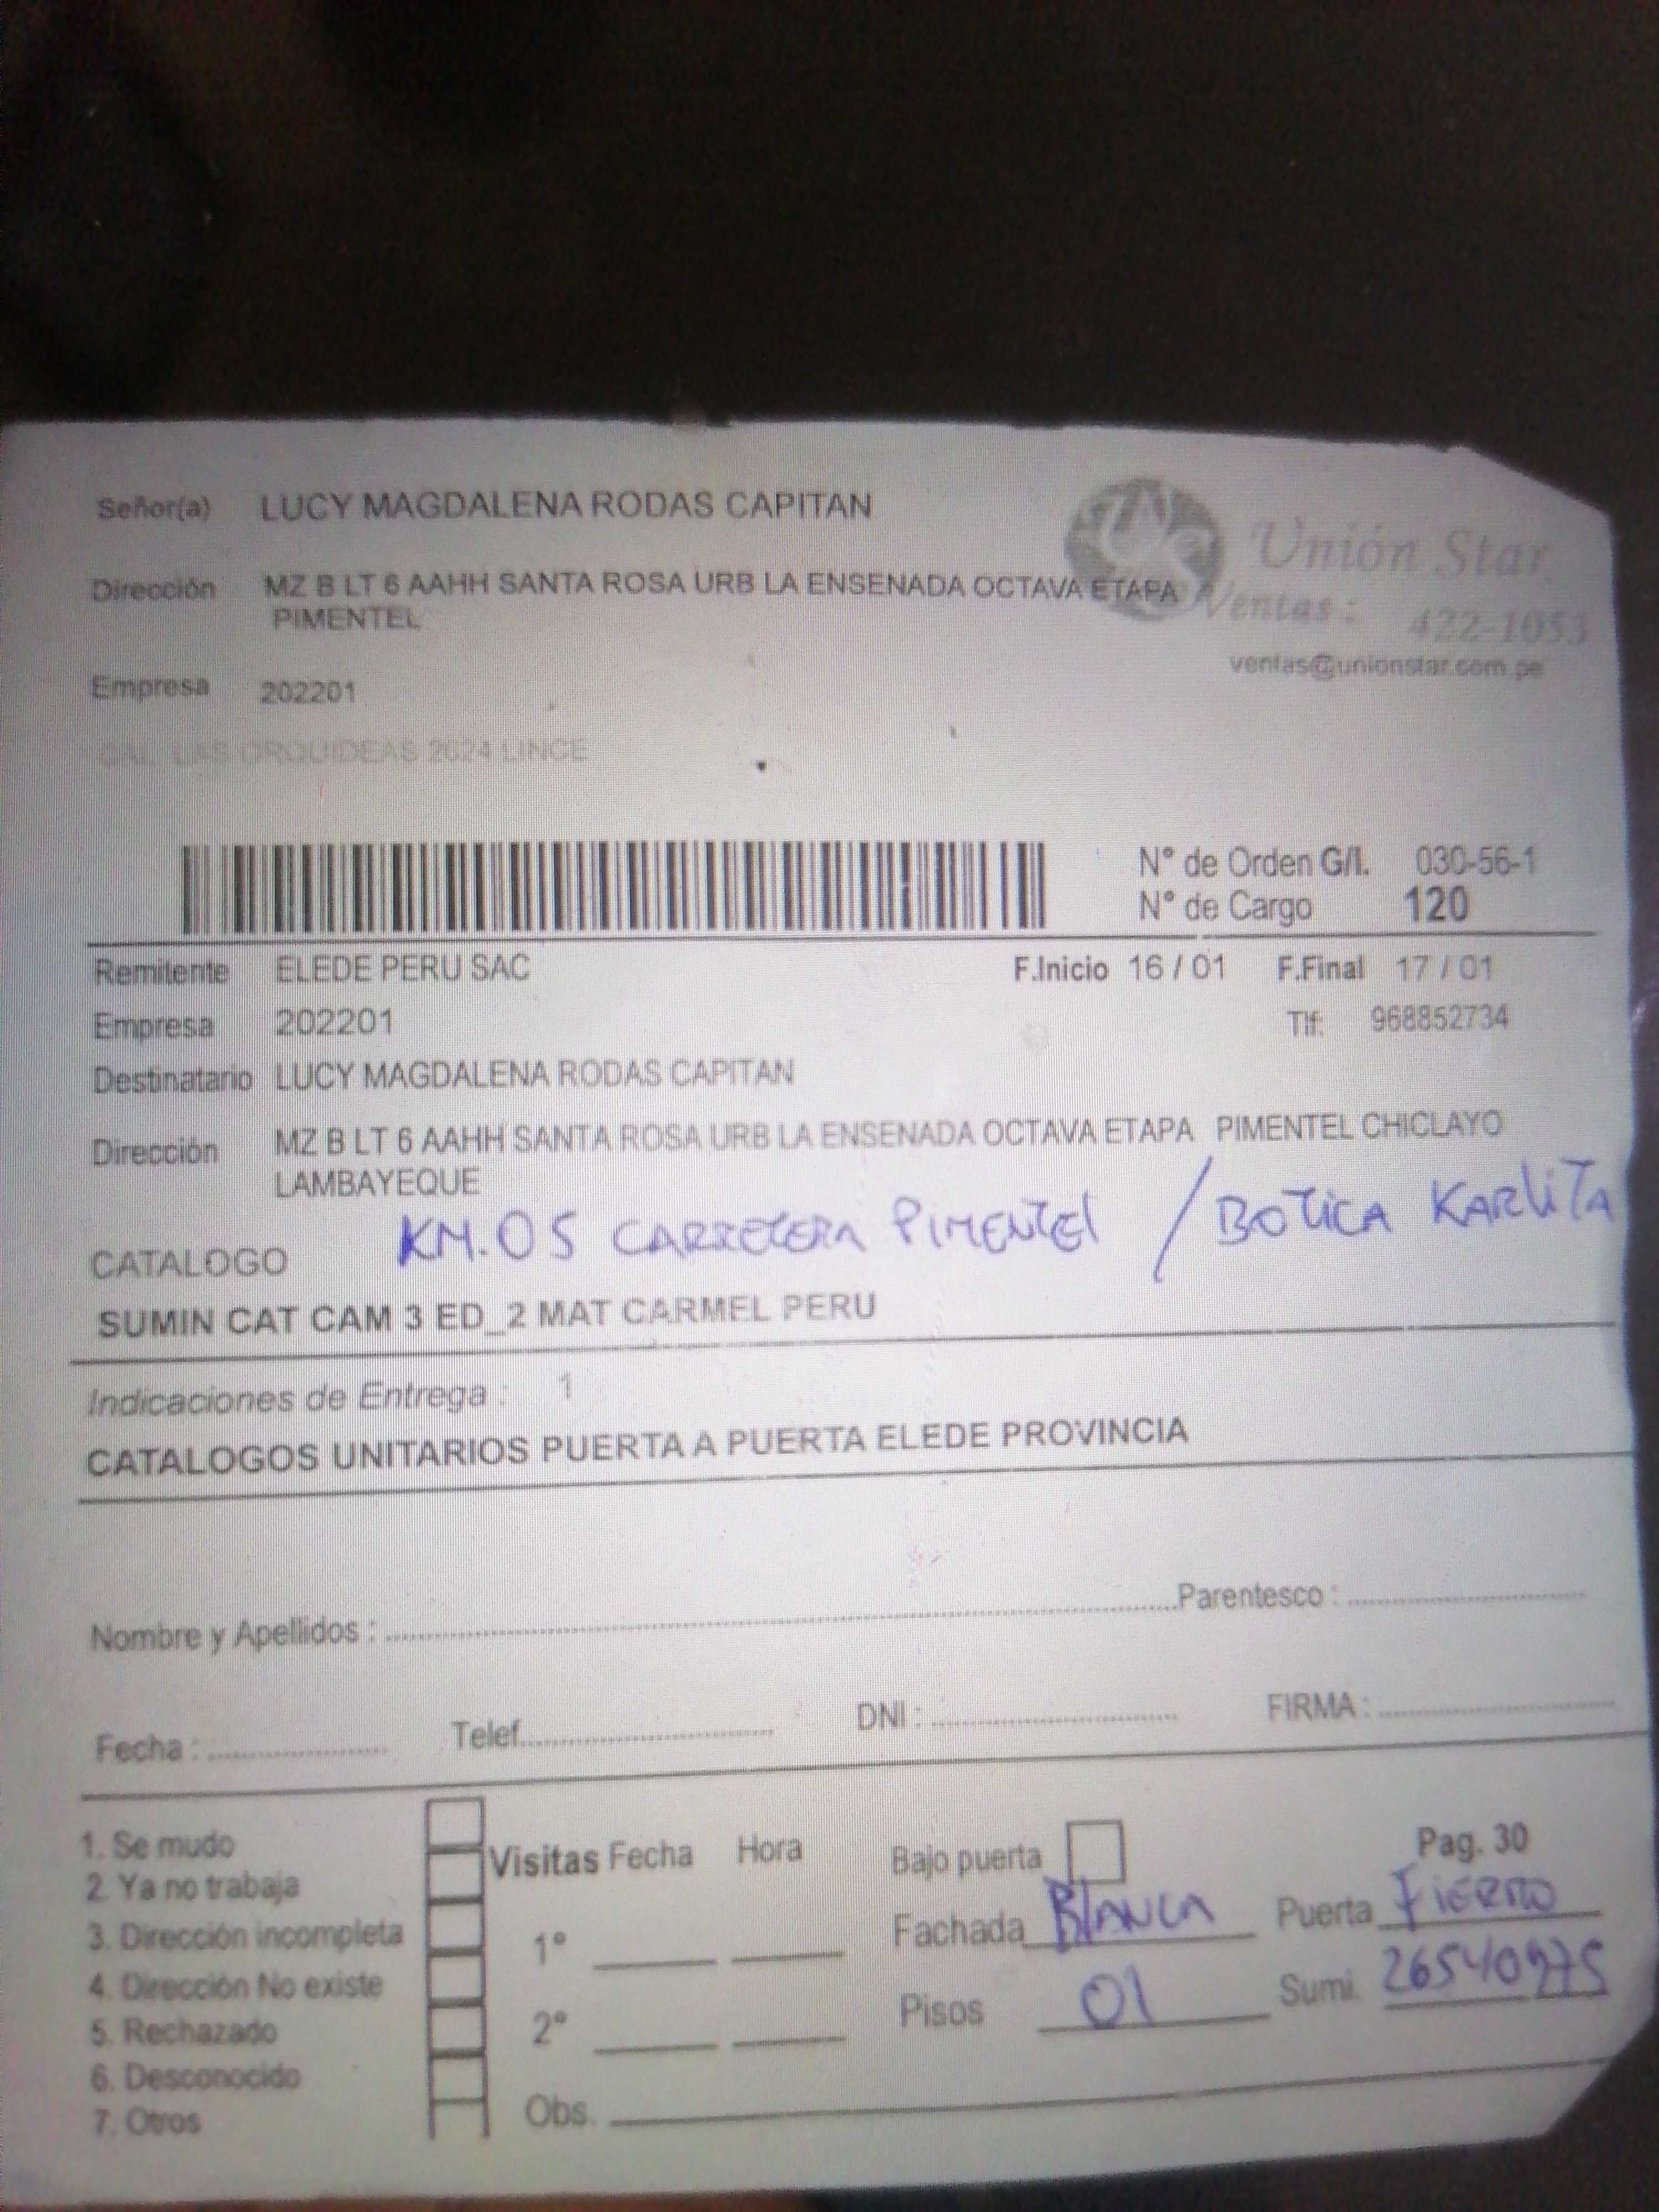 Señor(a) LUCY MAGDALENA RODAS CAPITAN
Unión Star
Dirección MZ B LT 6 AAHH SANTA ROSA URB LA ENSENADA OCTAVA ETAPA
PIMENTEL
Ventas : 422-1053
ventas@unionstar.com.pe
Empresa 202201
CAL LAS ORQUIDEAS 2624 LINCE
N° de Orden G/I. 030-56-1
N° de Cargo 120
Remitente ELEDE PERU SAC F.Inicio 16 / 01 F.Final 17 / 01
Empresa 202201 Tlf: 968852734
Destinatario LUCY MAGDALENA RODAS CAPITAN
Dirección MZ B LT 6 AAHH SANTA ROSA URB LA ENSENADA OCTAVA ETAPA PIMENTEL CHICLAYO
LAMBAYEQUE
KM.05 CARRETERA PIMENTEL / BOTICA KARLITA
CATALOGO
SUMIN CAT CAM 3 ED_2 MAT CARMEL PERU
Indicaciones de Entrega : 1
CATALOGOS UNITARIOS PUERTA A PUERTA ELEDE PROVINCIA
Nombre y Apellidos : Parentesco :
Fecha : Telef. DNI : FIRMA :
1. Se mudo
2. Ya no trabaja
3. Dirección incompleta
4. Dirección No existe
5. Rechazado
6. Desconocido
7. Otros
Visitas Fecha Hora
1°
2°
Obs.
Bajo puerta Pag. 30
Fachada BLANCA Puerta FIERRO
Pisos 01 Sumi. 26540975